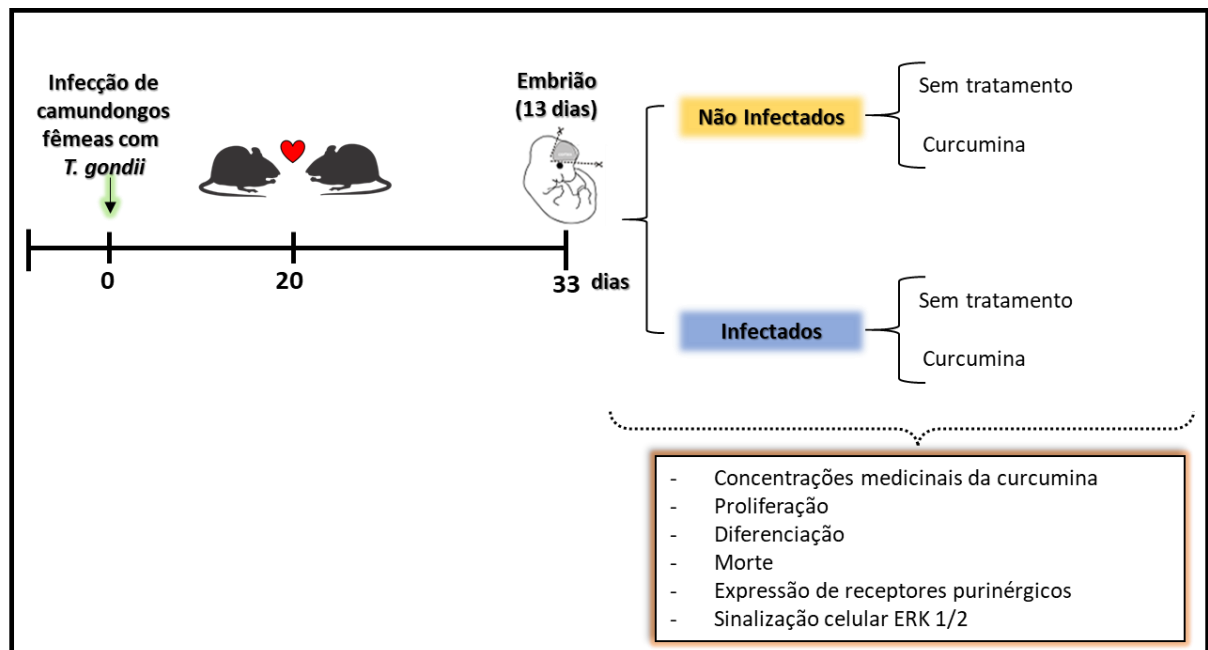 Infecção de
camundongos
fêmeas com
T. gondii
Embrião
(13 dias)
0
20
33 dias
Não Infectados
Sem tratamento
Curcumina
Infectados
Sem tratamento
Curcumina
- Concentrações medicinais da curcumina
- Proliferação
- Diferenciação
- Morte
- Expressão de receptores purinérgicos
- Sinalização celular ERK 1/2